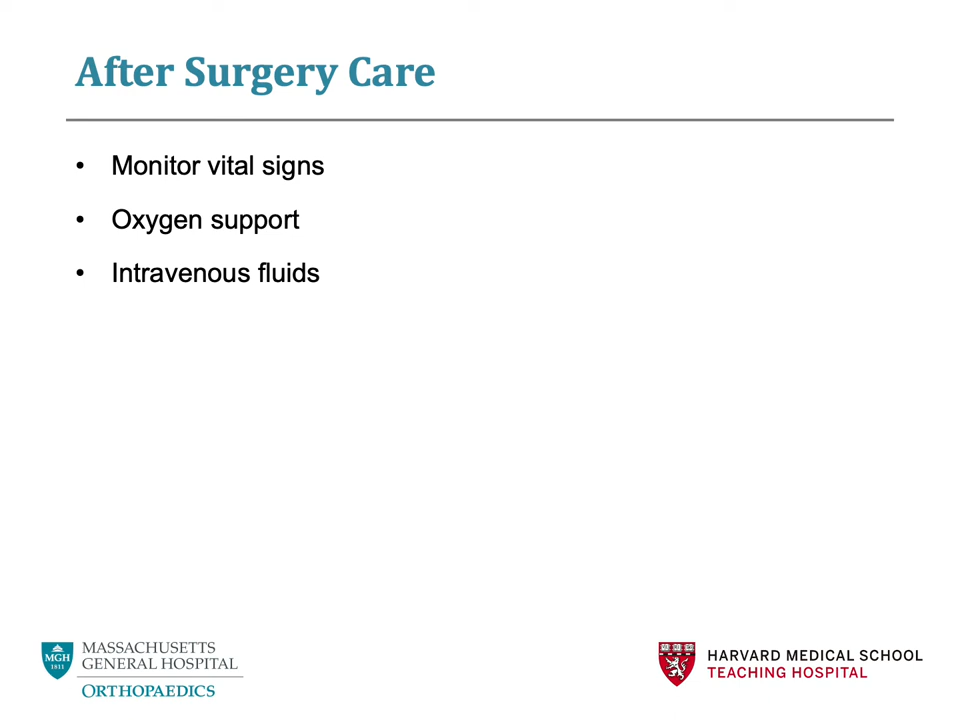 After Surgery Care
• Monitor vital signs
• Oxygen support
• Intravenous fluids
MGH
1811
MASSACHUSETTS
GENERAL HOSPITAL
ORTHOPAEDICS
HARVARD MEDICAL SCHOOL
TEACHING HOSPITAL